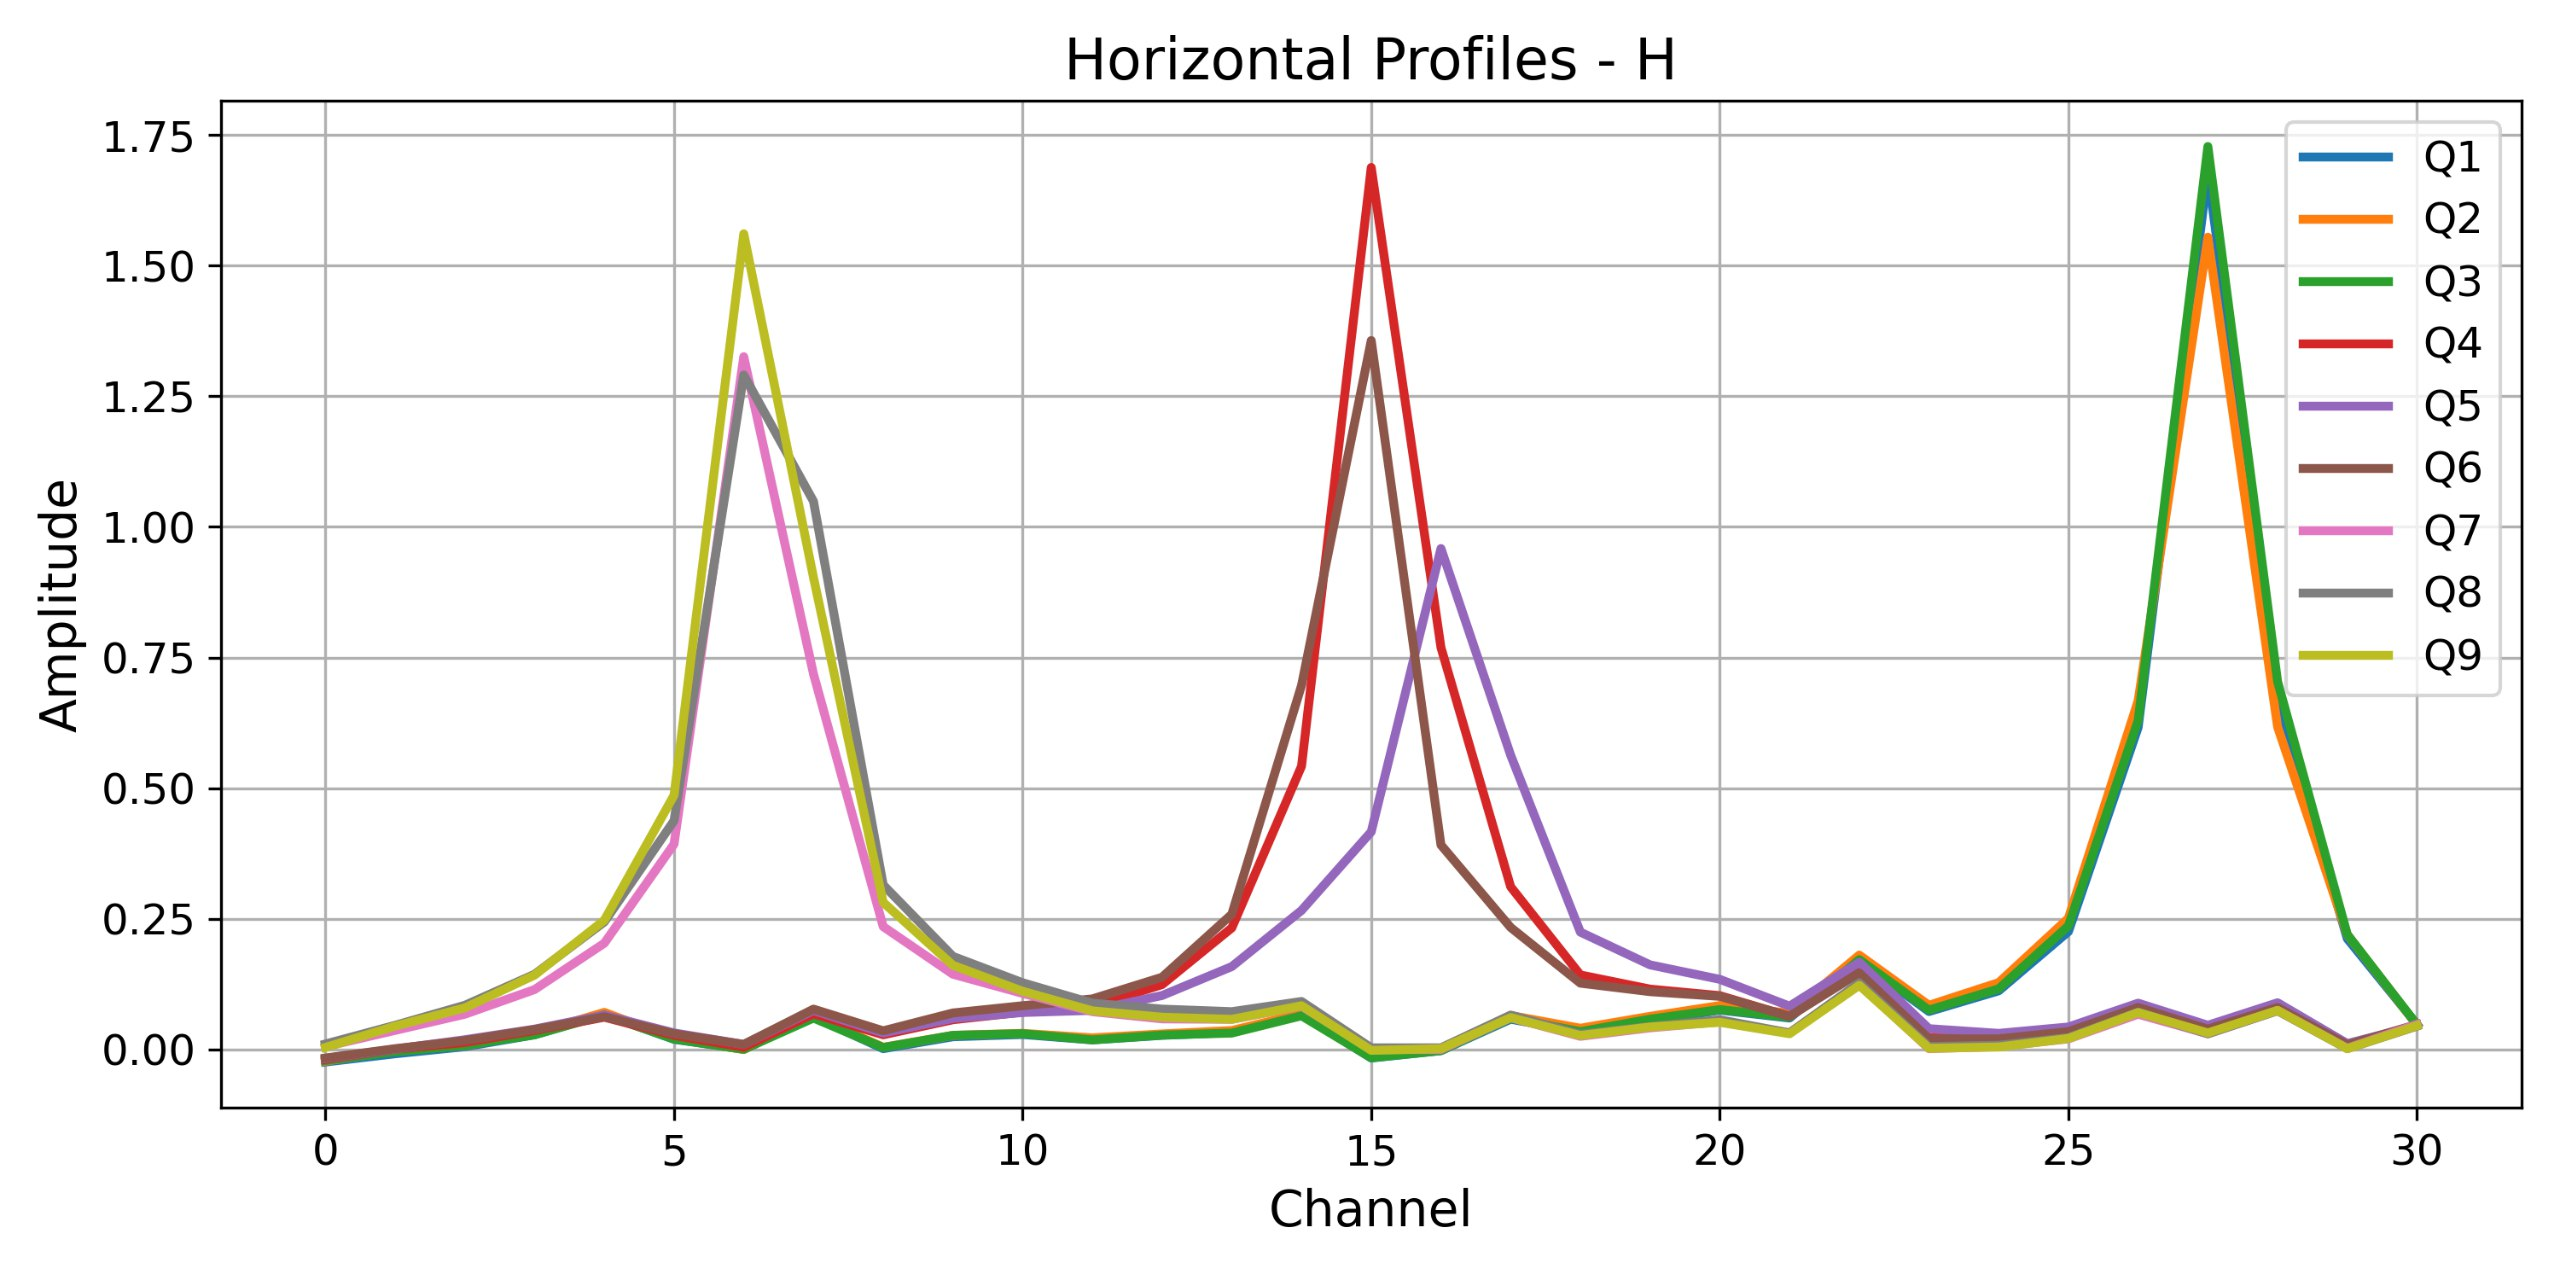 Horizontal Profiles - H
Amplitude
1.75
1.50
1.25
1.00
0.75
0.50
0.25
0.00
Q1
Q2
Q3
Q4
Q5
Q6
Q7
Q8
Q9
0 5 10 15 20 25 30
Channel